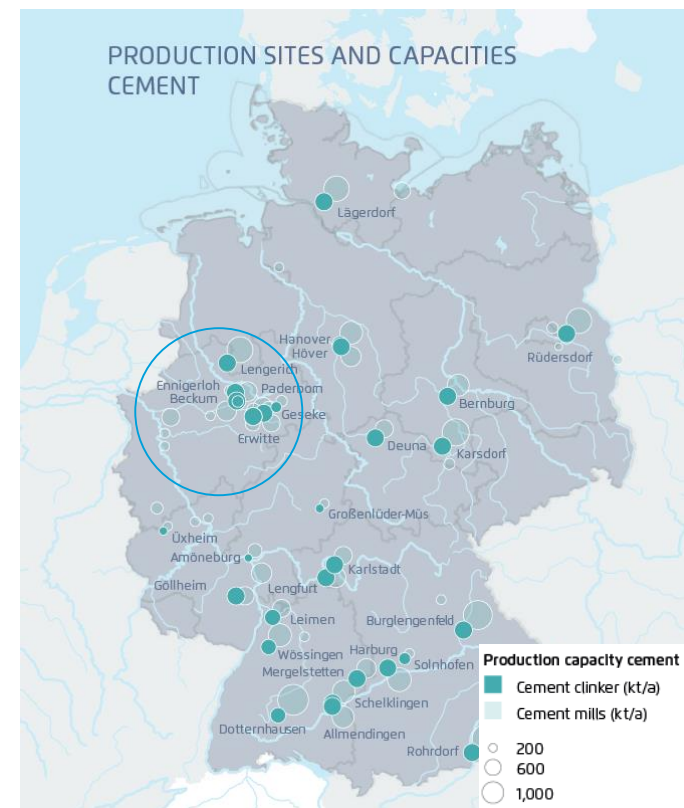 PRODUCTION SITES AND CAPACITIES
CEMENT
Lägerdorf
Hanover
Höver
Rüdersdorf
Lengerich
Ennigerloh
Paderborn
Beckum
Geseke
Bernburg
Erwitte
Deuna
Karsdorf
Großenlüder-Müs
Üxheim
Amöneburg
Karlstadt
Göllheim
Lengfurt
Leimen
Burglengenfeld
Wössingen
Harburg
Solnhofen
Mergelstetten
Schelklingen
Dotternhausen
Allmendingen
Rohrdorf
Production capacity cement
Cement clinker (kt/a)
Cement mills (kt/a)
200
600
1,000